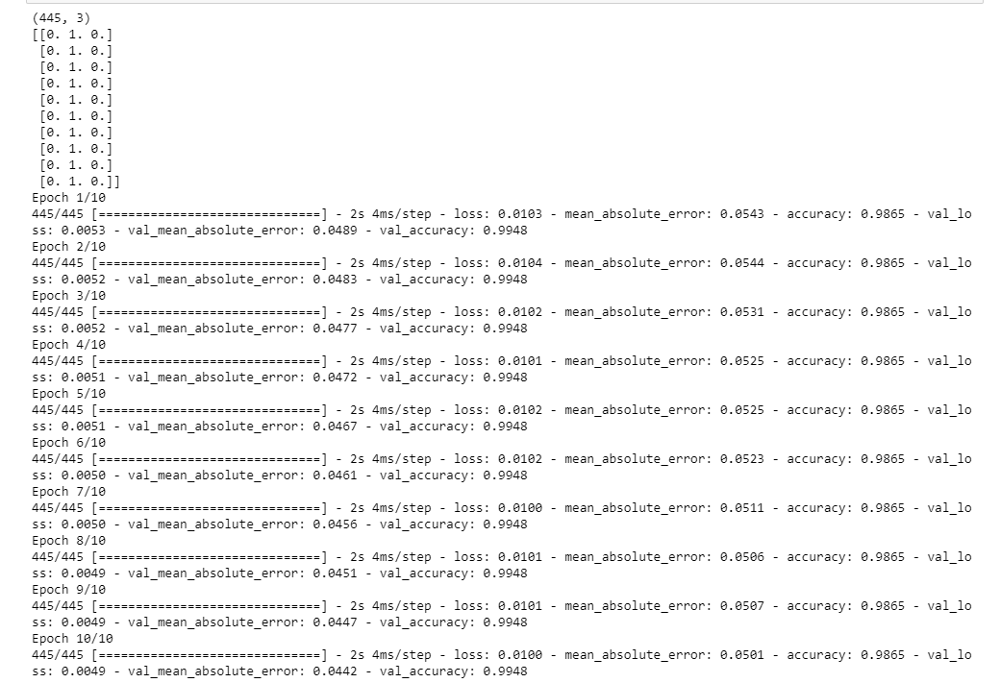 (445, 3)
[[0. 1. 0.]
 [0. 1. 0.]
 [0. 1. 0.]
 [0. 1. 0.]
 [0. 1. 0.]
 [0. 1. 0.]
 [0. 1. 0.]
 [0. 1. 0.]
 [0. 1. 0.]
 [0. 1. 0.]]
Epoch 1/10
445/445 [==============================] - 2s 4ms/step - loss: 0.0103 - mean_absolute_error: 0.0543 - accuracy: 0.9865 - val_lo
ss: 0.0053 - val_mean_absolute_error: 0.0489 - val_accuracy: 0.9948
Epoch 2/10
445/445 [==============================] - 2s 4ms/step - loss: 0.0104 - mean_absolute_error: 0.0544 - accuracy: 0.9865 - val_lo
ss: 0.0052 - val_mean_absolute_error: 0.0483 - val_accuracy: 0.9948
Epoch 3/10
445/445 [==============================] - 2s 4ms/step - loss: 0.0102 - mean_absolute_error: 0.0531 - accuracy: 0.9865 - val_lo
ss: 0.0052 - val_mean_absolute_error: 0.0477 - val_accuracy: 0.9948
Epoch 4/10
445/445 [==============================] - 2s 4ms/step - loss: 0.0101 - mean_absolute_error: 0.0525 - accuracy: 0.9865 - val_lo
ss: 0.0051 - val_mean_absolute_error: 0.0472 - val_accuracy: 0.9948
Epoch 5/10
445/445 [==============================] - 2s 4ms/step - loss: 0.0102 - mean_absolute_error: 0.0525 - accuracy: 0.9865 - val_lo
ss: 0.0051 - val_mean_absolute_error: 0.0467 - val_accuracy: 0.9948
Epoch 6/10
445/445 [==============================] - 2s 4ms/step - loss: 0.0102 - mean_absolute_error: 0.0523 - accuracy: 0.9865 - val_lo
ss: 0.0050 - val_mean_absolute_error: 0.0461 - val_accuracy: 0.9948
Epoch 7/10
445/445 [==============================] - 2s 4ms/step - loss: 0.0100 - mean_absolute_error: 0.0511 - accuracy: 0.9865 - val_lo
ss: 0.0050 - val_mean_absolute_error: 0.0456 - val_accuracy: 0.9948
Epoch 8/10
445/445 [==============================] - 2s 4ms/step - loss: 0.0101 - mean_absolute_error: 0.0506 - accuracy: 0.9865 - val_lo
ss: 0.0049 - val_mean_absolute_error: 0.0451 - val_accuracy: 0.9948
Epoch 9/10
445/445 [==============================] - 2s 4ms/step - loss: 0.0101 - mean_absolute_error: 0.0507 - accuracy: 0.9865 - val_lo
ss: 0.0049 - val_mean_absolute_error: 0.0447 - val_accuracy: 0.9948
Epoch 10/10
445/445 [==============================] - 2s 4ms/step - loss: 0.0100 - mean_absolute_error: 0.0501 - accuracy: 0.9865 - val_lo
ss: 0.0049 - val_mean_absolute_error: 0.0442 - val_accuracy: 0.9948